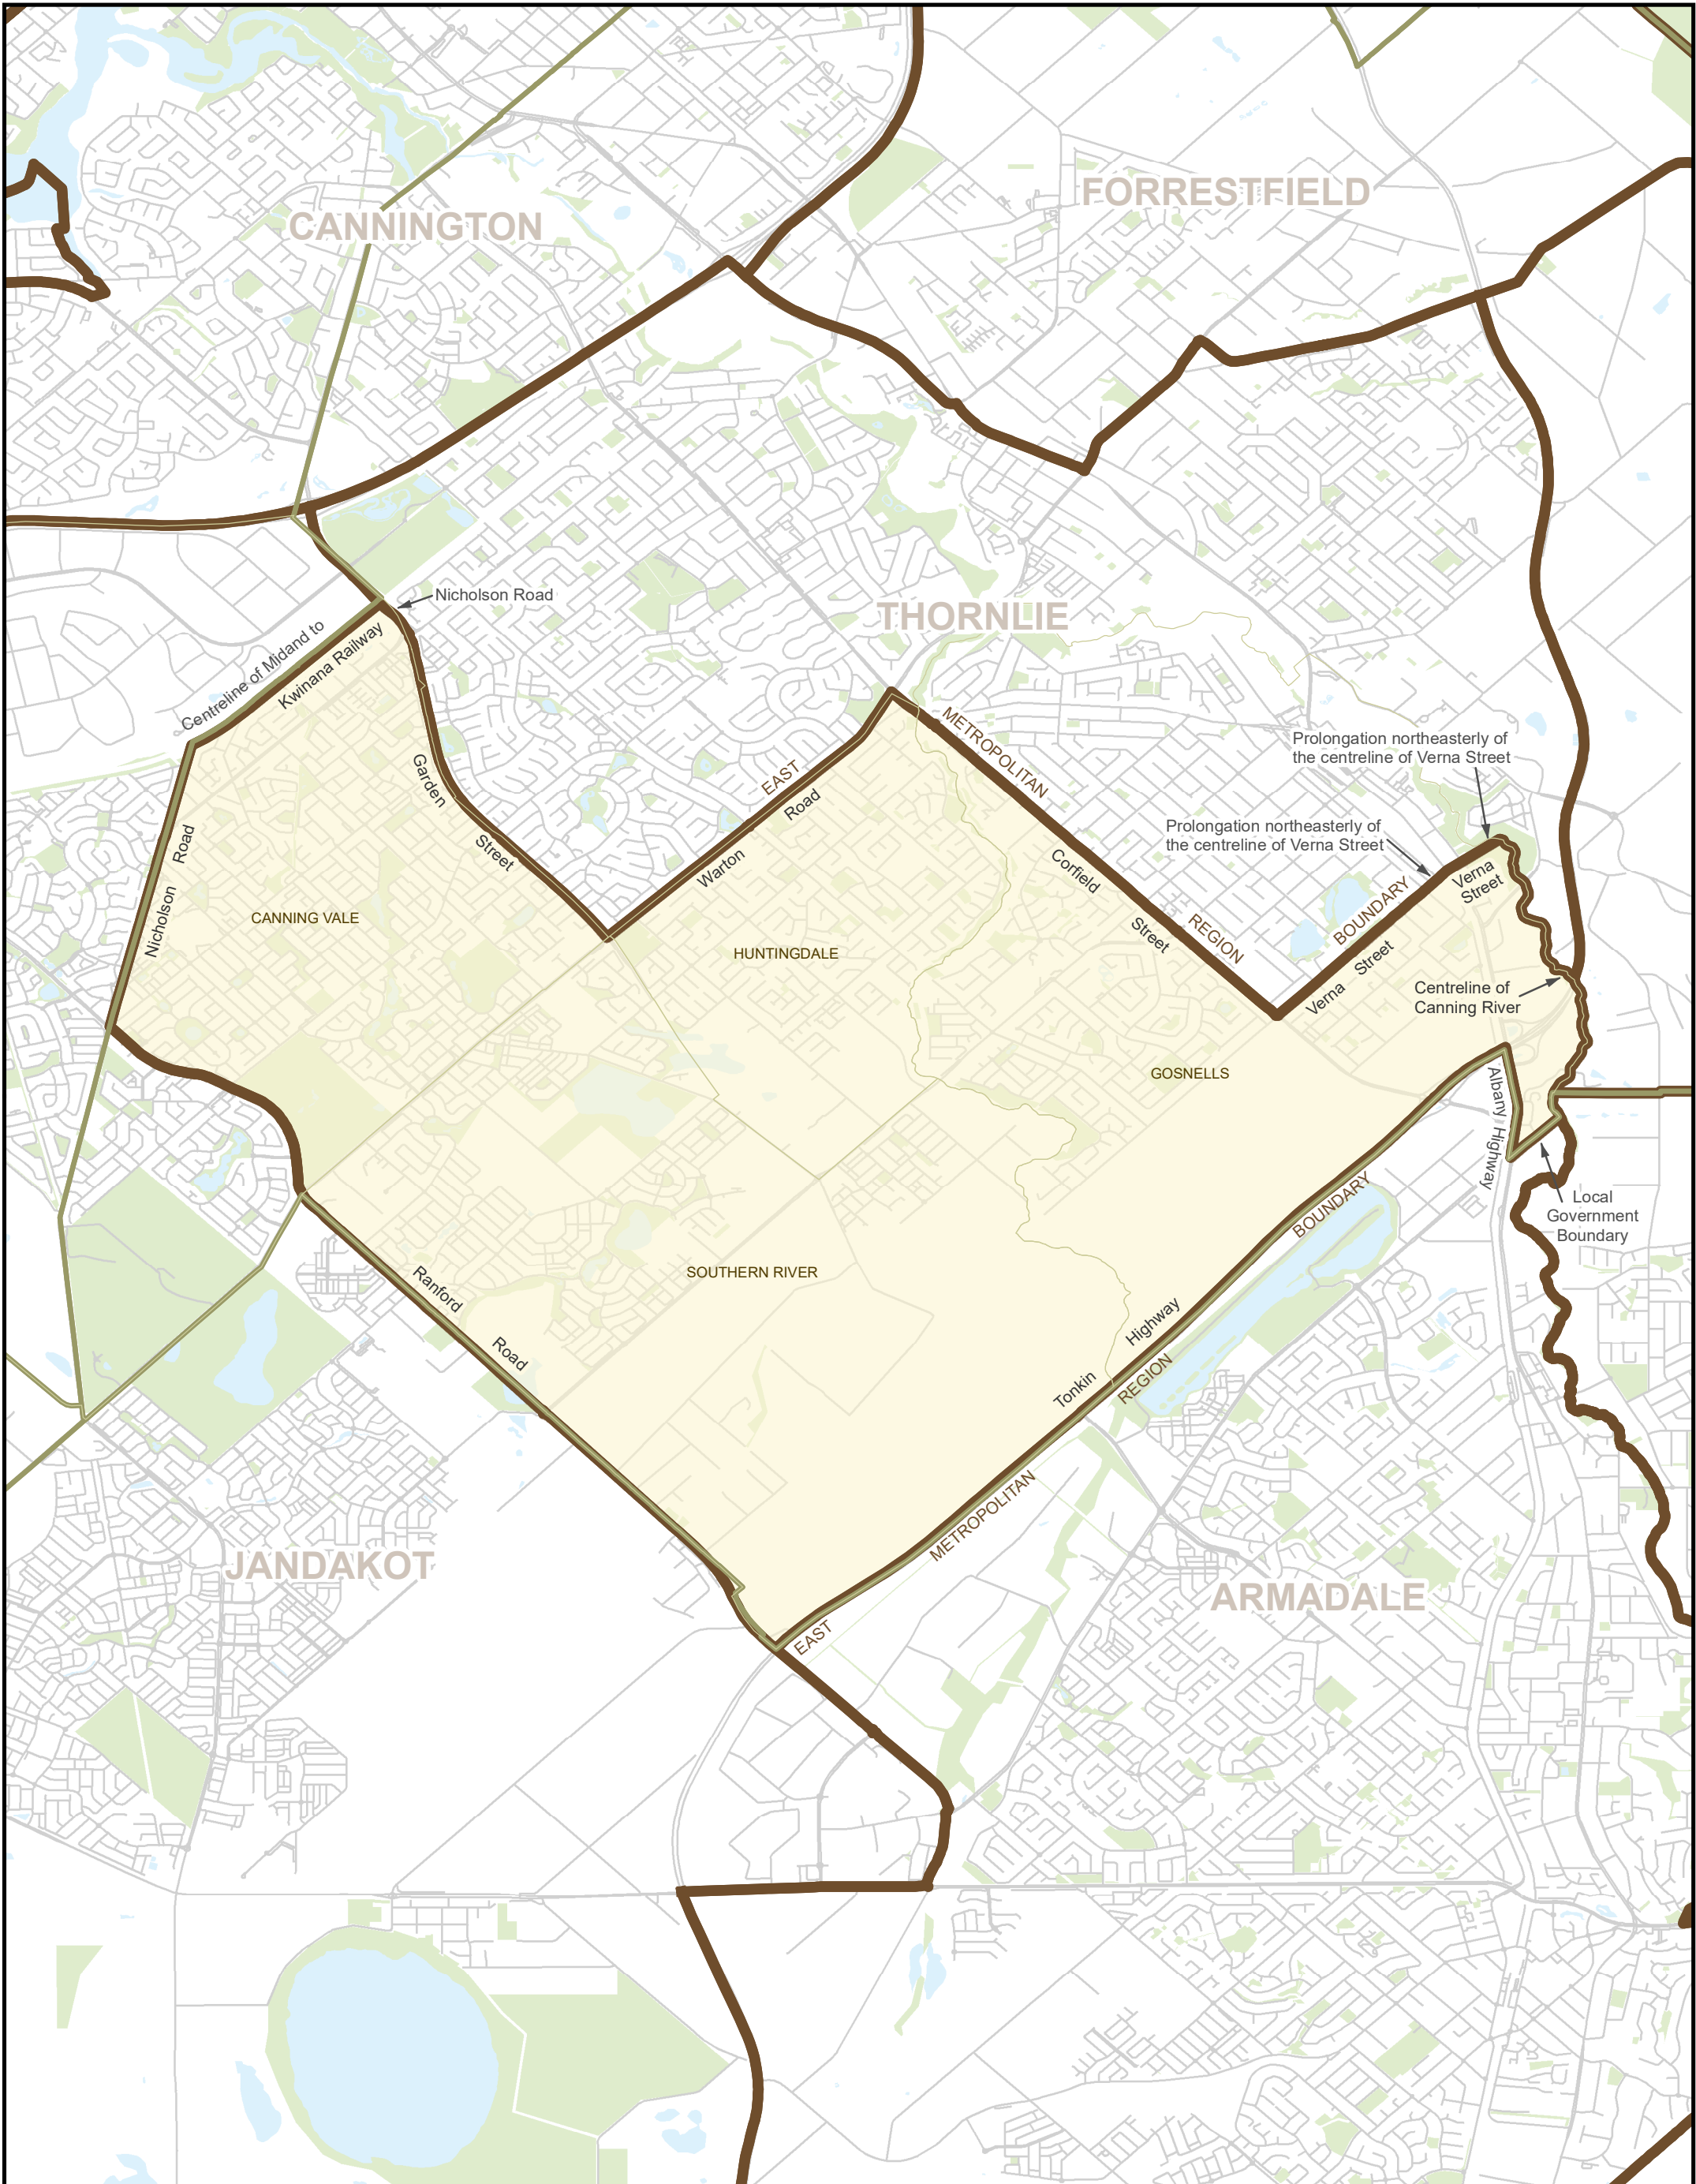 FORRESTFIELD
CANNINGTON
Nicholson Road
THORNLIE
Centreline of Midand to
Kwinana Railway
METROPOLITAN
Prolongation northeasterly of
the centreline of Verna Street
Garden
EAST
Road
Prolongation northeasterly of
the centreline of Verna Street
Road
Street
Warton
Corfield
Verna
Street
Nicholson
CANNING VALE
BOUNDARY
REGION
Street
HUNTINGDALE
Street
Verna
Centreline of
Canning River
GOSNELLS
Albany
Highway
Local
Government
Boundary
BOUNDARY
SOUTHERN RIVER
Ranford
Highway
Road
Tonkin
REGION
METROPOLITAN
JANDAKOT
ARMADALE
EAST